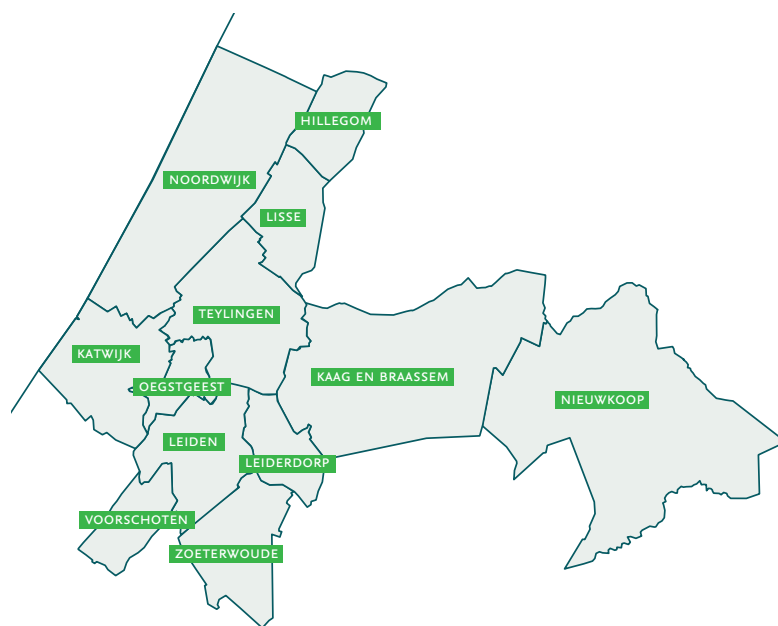 HILLEGOM
NOORDWIJK
LISSE
TEYLINGEN
KATWIJK
KAAG EN BRAASSEM
OEGSTGEEST
NIEUWKOOP
LEIDEN
LEIDERDORP
VOORSCHOTEN
ZOETERWOUDE